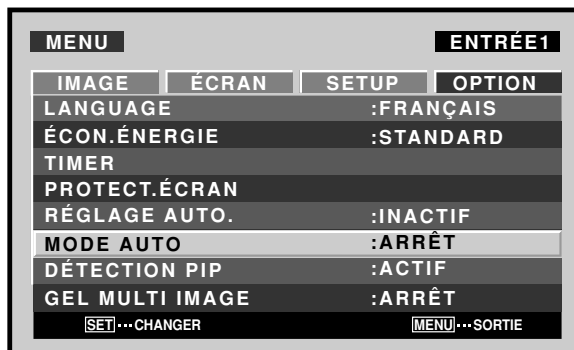 MENU ENTRÉE1
IMAGE ÉCRAN SETUP OPTION
LANGUAGE :FRANÇAIS
ÉCON.ÉNERGIE :STANDARD
TIMER
PROTECT.ÉCRAN
RÉGLAGE AUTO. :INACTIF
MODE AUTO :ARRÊT
DÉTECTION PIP :ACTIF
GEL MULTI IMAGE :ARRÊT
SET···CHANGER MENU···SORTIE